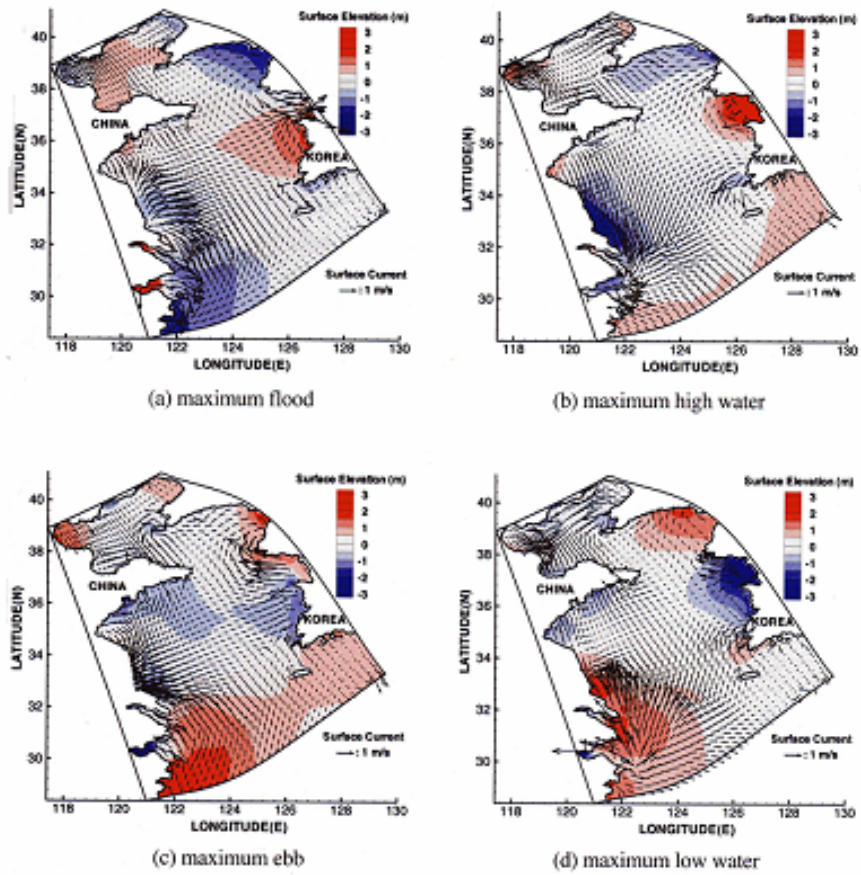 Surface Elevation (m)
3
2
1
0
-1
-2
-3
CHINA
KOREA
Surface Current
: 1 m/s
LATITUDE(N)
40
38
36
34
32
30
118
120
122
124
126
128
130
LONGITUDE(E)
(a) maximum flood
Surface Elevation (m)
3
2
1
0
-1
-2
-3
CHINA
KOREA
Surface Current
: 1 m/s
LATITUDE(N)
40
38
36
34
32
30
118
120
122
124
126
128
130
LONGITUDE(E)
(b) maximum high water
Surface Elevation (m)
3
2
1
0
-1
-2
-3
CHINA
KOREA
Surface Current
: 1 m/s
LATITUDE(N)
40
38
36
34
32
30
118
120
122
124
126
128
130
LONGITUDE(E)
(c) maximum ebb
Surface Elevation (m)
3
2
1
0
-1
-2
-3
CHINA
KOREA
Surface Current
: 1 m/s
LATITUDE(N)
40
38
36
34
32
30
118
120
122
124
126
128
130
LONGITUDE(E)
(d) maximum low water